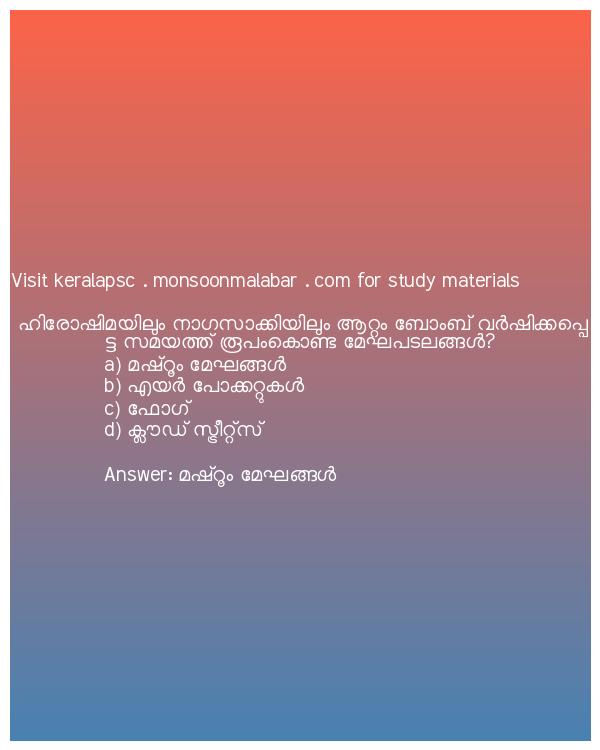 Visit keralapsc . monsoonmalabar . com for study materials
ഹിരോഷിമയിലും നാഗസാക്കിയിലും ആറ്റം ബോംബ് വർഷിക്കപ്പെ
ട്ട സമയത്ത് രൂപംകൊണ്ട മേഘപടലങ്ങൾ?
a) മഷ്റൂം മേഘങ്ങൾ
b) എയർ പോക്കറ്റുകൾ
c) ഫോഗ്
d) ക്ലൗഡ് സ്ട്രീറ്റ്സ്
Answer: മഷ്റൂം മേഘങ്ങൾ